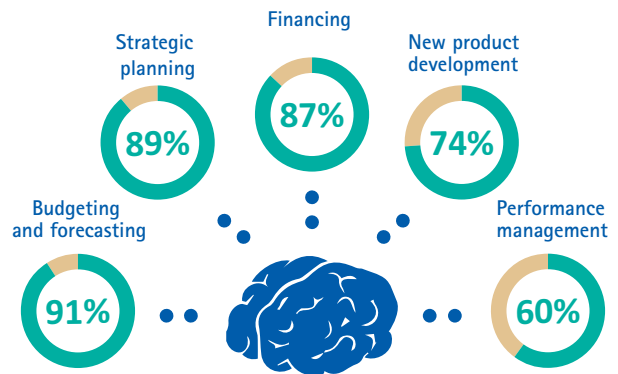 Financing
87%
Strategic
planning
89%
New product
development
74%
Budgeting
and forecasting
91%
Performance
management
60%